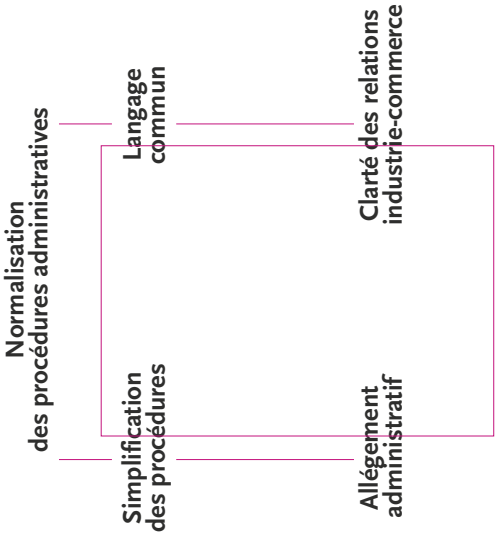 Normalisation
des procédures administratives
Simplification
des procédures
Langage
commun
Allégement
administratif
Clarté des relations
industrie-commerce